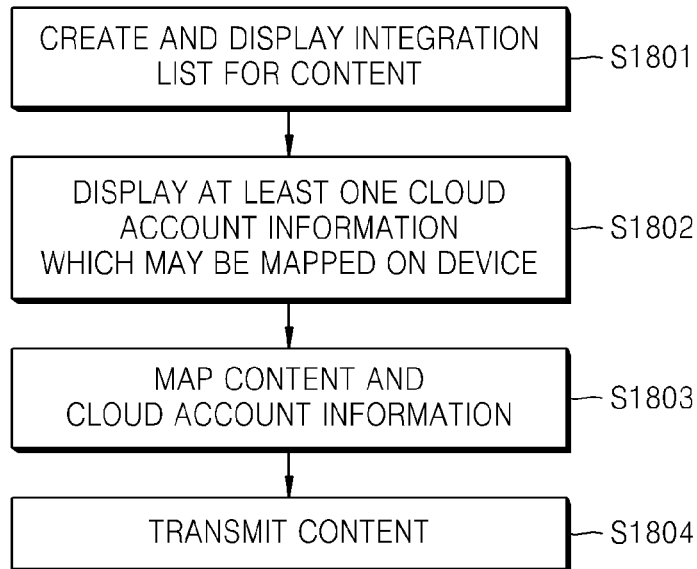 CREATE AND DISPLAY INTEGRATION
LIST FOR CONTENT
S1801
DISPLAY AT LEAST ONE CLOUD
ACCOUNT INFORMATION
WHICH MAY BE MAPPED ON DEVICE
S1802
MAP CONTENT AND
CLOUD ACCOUNT INFORMATION
S1803
TRANSMIT CONTENT
S1804